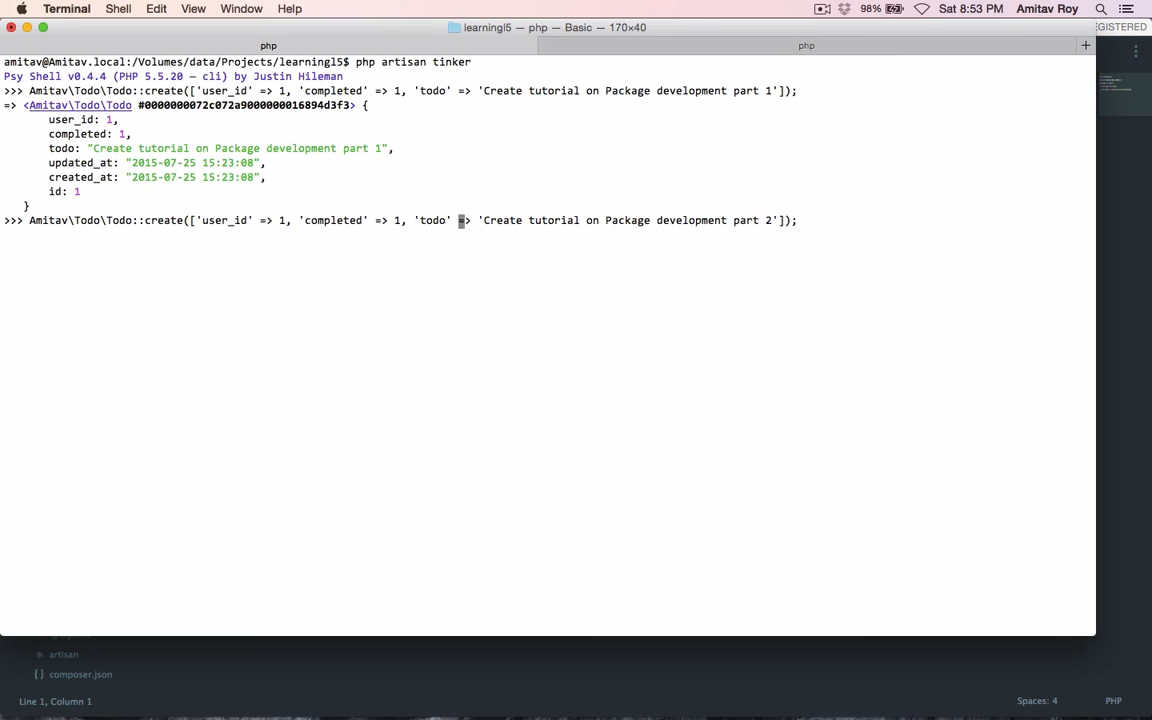 Terminal Shell Edit View Window Help 98% Sat 8:53 PM Amitav Roy
learningl5 — php — Basic — 170×40
php php +
amitav@Amitav.local:/Volumes/data/Projects/learningl5$ php artisan tinker
Psy Shell v0.4.4 (PHP 5.5.20 — cli) by Justin Hileman
>>> Amitav\Todo\Todo::create(['user_id' => 1, 'completed' => 1, 'todo' => 'Create tutorial on Package development part 1']);
=> <Amitav\Todo\Todo #0000000072c072a9000000016894d3f3> {
user_id: 1,
completed: 1,
todo: "Create tutorial on Package development part 1",
updated_at: "2015-07-25 15:23:08",
created_at: "2015-07-25 15:23:08",
id: 1
}
>>> Amitav\Todo\Todo::create(['user_id' => 1, 'completed' => 1, 'todo' => 'Create tutorial on Package development part 2']);
artisan
{} composer.json
Line 1, Column 1 Spaces: 4 PHP